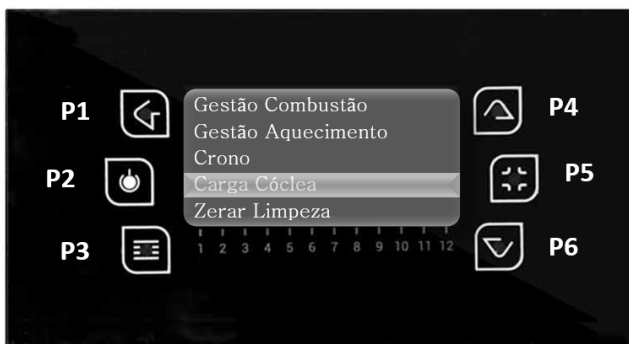 P1
P2
P3
Gestão Combustão
Gestão Aquecimento
Crono
Carga Cóclea
Zerar Limpeza
1 2 3 4 5 6 7 8 9 10 11 12
P4
P5
P6